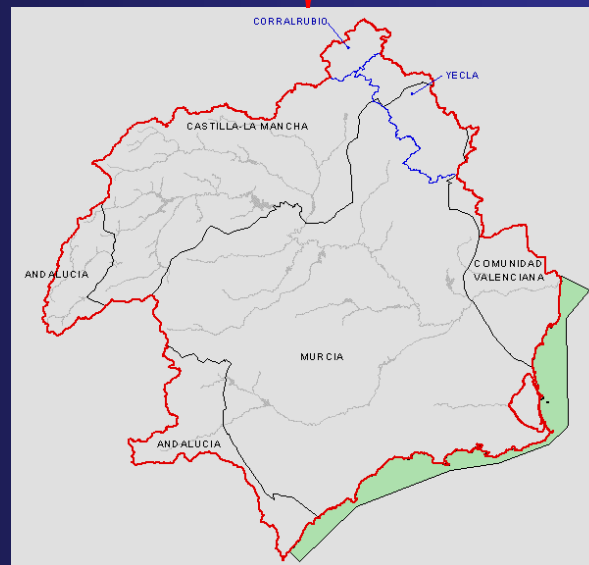 CORRALRUBIO
YECLA
CASTILLA-LA MANCHA
ANDALUCIA
COMUNIDAD
VALENCIANA
MURCIA
ANDALUCIA